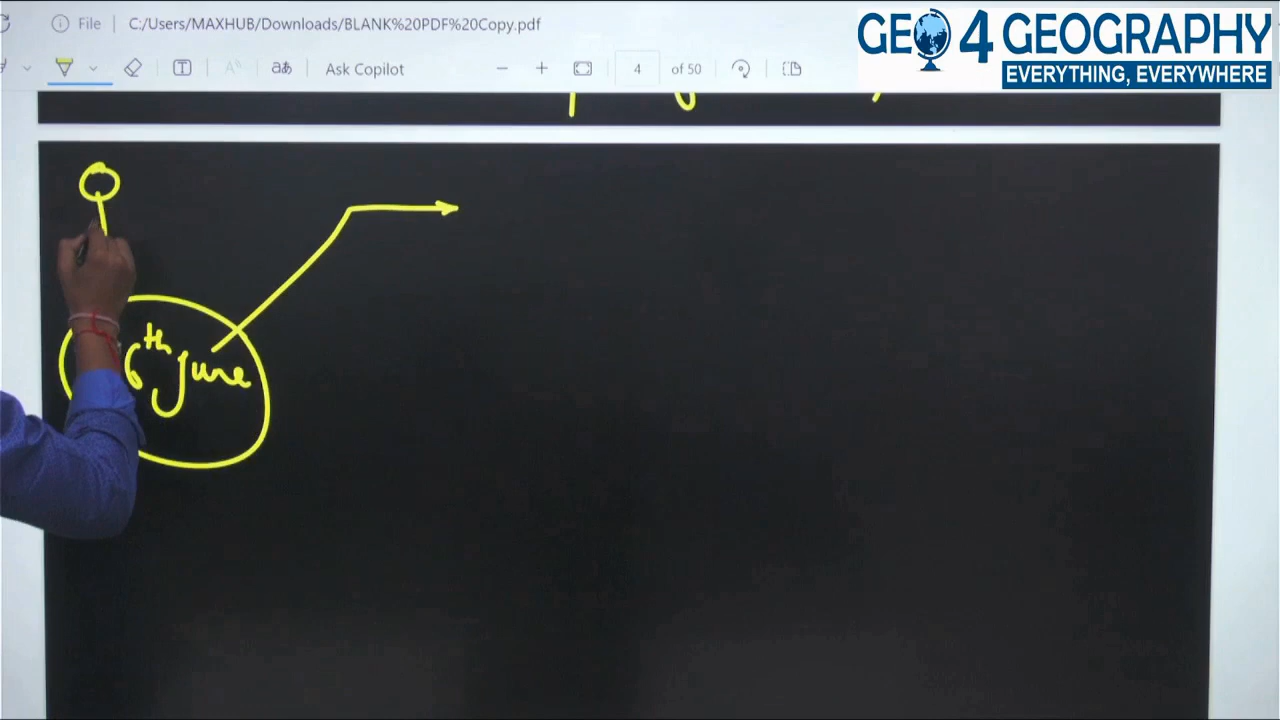 File C:/Users/MAXHUB/Downloads/BLANK%20PDF%20Copy.pdf
GEO 4 GEOGRAPHY
EVERYTHING, EVERYWHERE
Ask Copilot 4 of 50
6th June